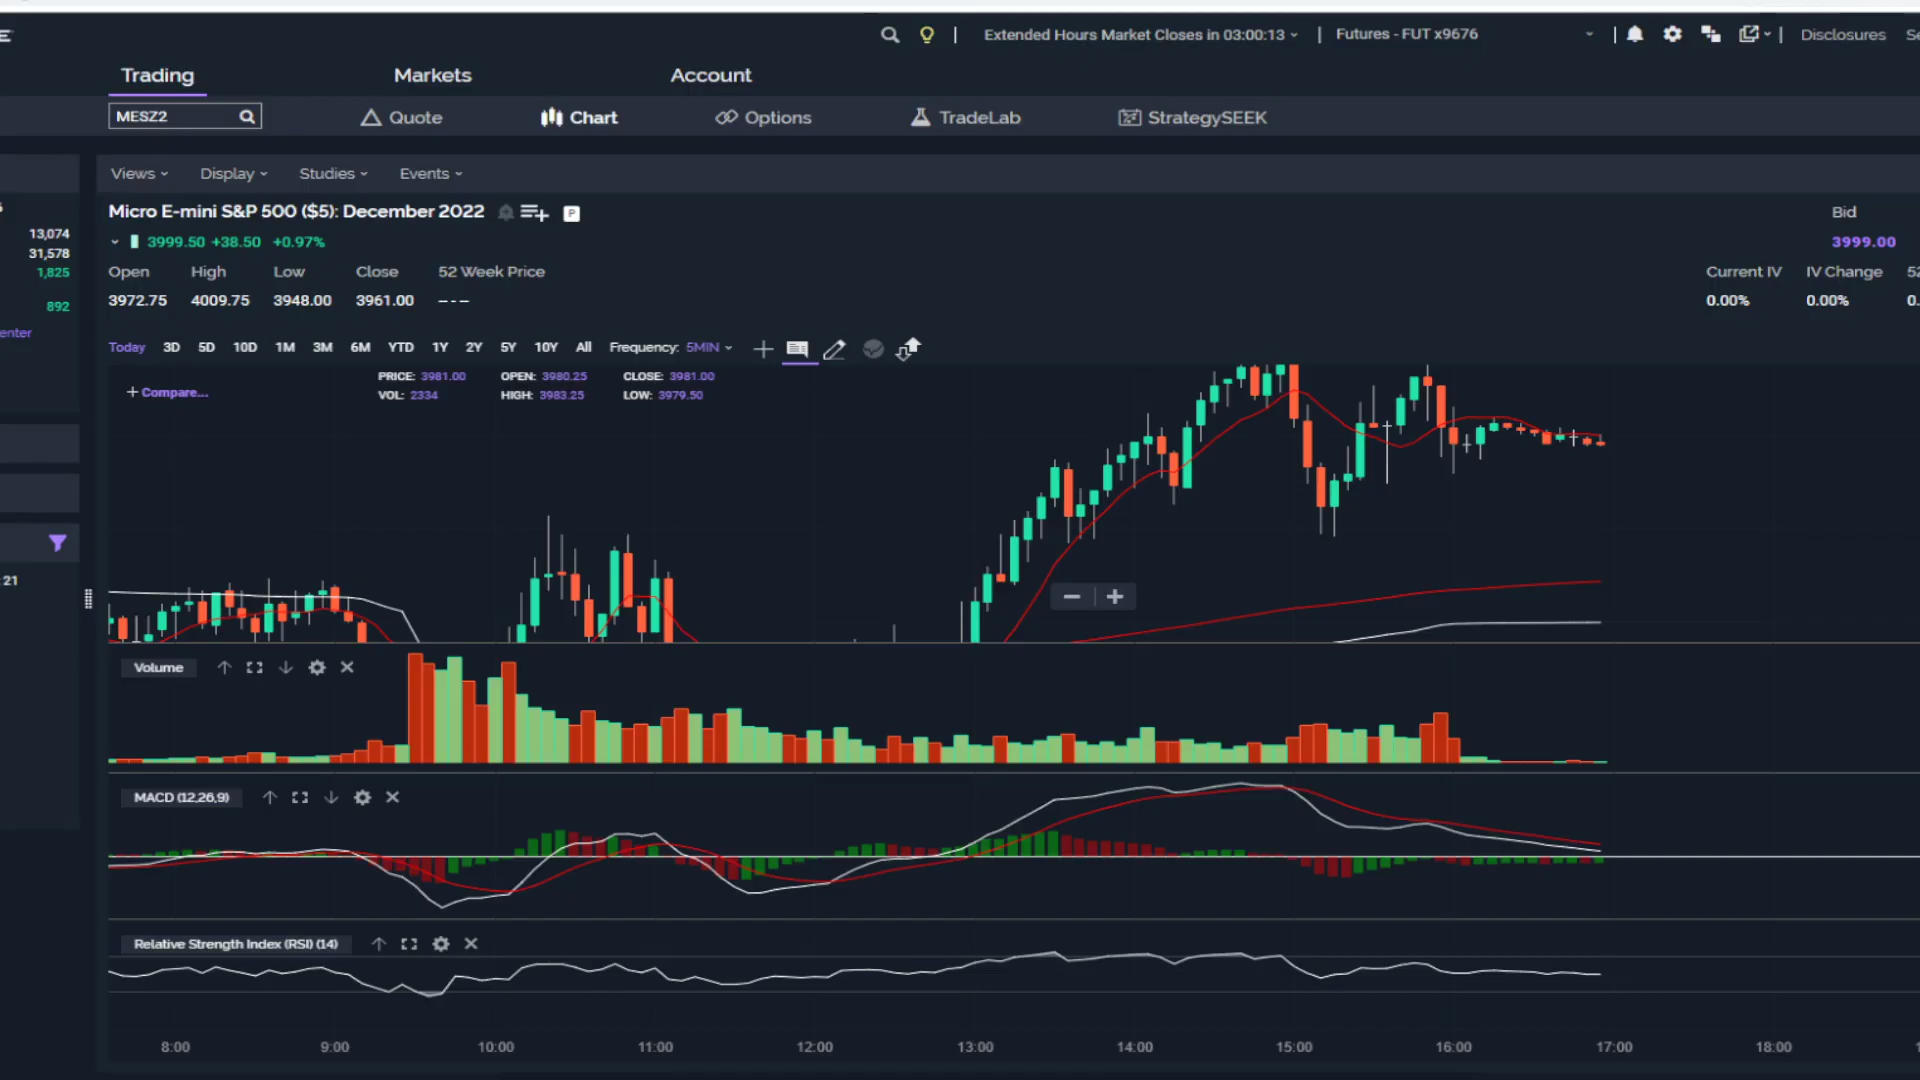 Extended Hours Market Closes in 03:00:13 | Futures - FUT x9676 | Disclosures
Trading Markets Account
MESZ2 Quote Chart Options TradeLab StrategySEEK
Views Display Studies Events
Micro E-mini S&P 500 ($5): December 2022 P Bid
13,074
3999.50 +38.50 +0.97% 3999.00
31,578
1,825 Open High Low Close 52 Week Price Current IV IV Change 52
3972.75 4009.75 3948.00 3961.00 --- 0.00% 0.00% 0.
892
enter
Today 3D 5D 10D 1M 3M 6M YTD 1Y 2Y 5Y 10Y All Frequency: 5MIN
PRICE: 3981.00 OPEN: 3980.25 CLOSE: 3981.00
+ Compare...
VOL: 2334 HIGH: 3983.25 LOW: 3979.50
:21
Volume
MACD (12,26,9)
Relative Strength Index (RSI) (14)
8:00 9:00 10:00 11:00 12:00 13:00 14:00 15:00 16:00 17:00 18:00